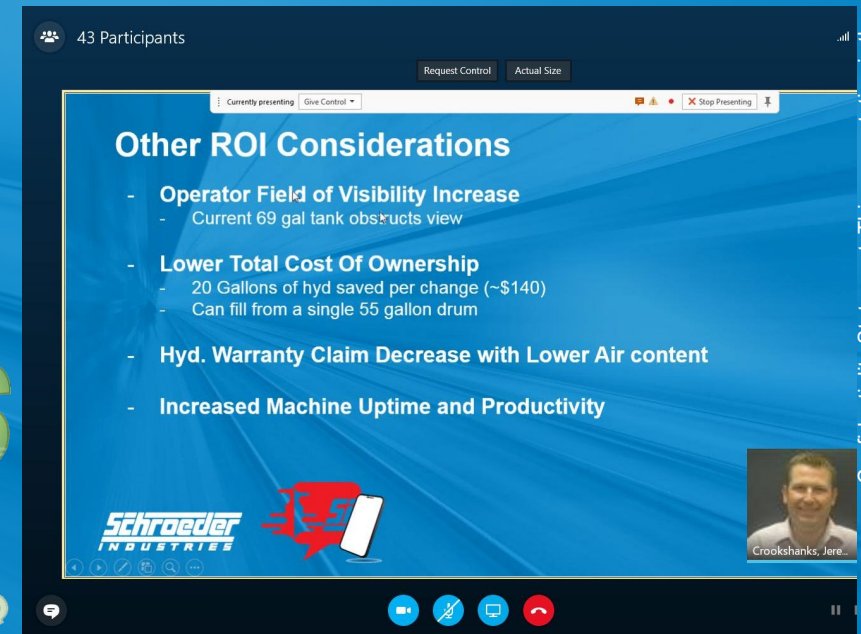 43 Participants
Request Control Actual Size
Currently presenting Give Control
Stop Presenting
Other ROI Considerations
- Operator Field of Visibility Increase
- Current 69 gal tank obstructs view
- Lower Total Cost Of Ownership
- 20 Gallons of hyd saved per change (~$140)
- Can fill from a single 55 gallon drum
- Hyd. Warranty Claim Decrease with Lower Air content
- Increased Machine Uptime and Productivity
SCHROEDER
INDUSTRIES
Crookshanks, Jere...